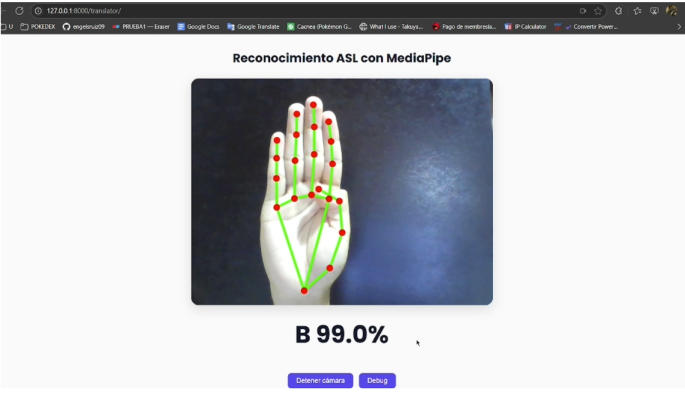 127.0.0.1:8000/translator/
U POKEDEX engelsruiz09 PRUEBA1 — Eraser Google Docs Google Translate Cacnea (Pokémon G... What I use - Takuya... Pago de membresía... IP Calculator Convertir Power...
Reconocimiento ASL con MediaPipe
B 99.0%
Detener cámara Debug